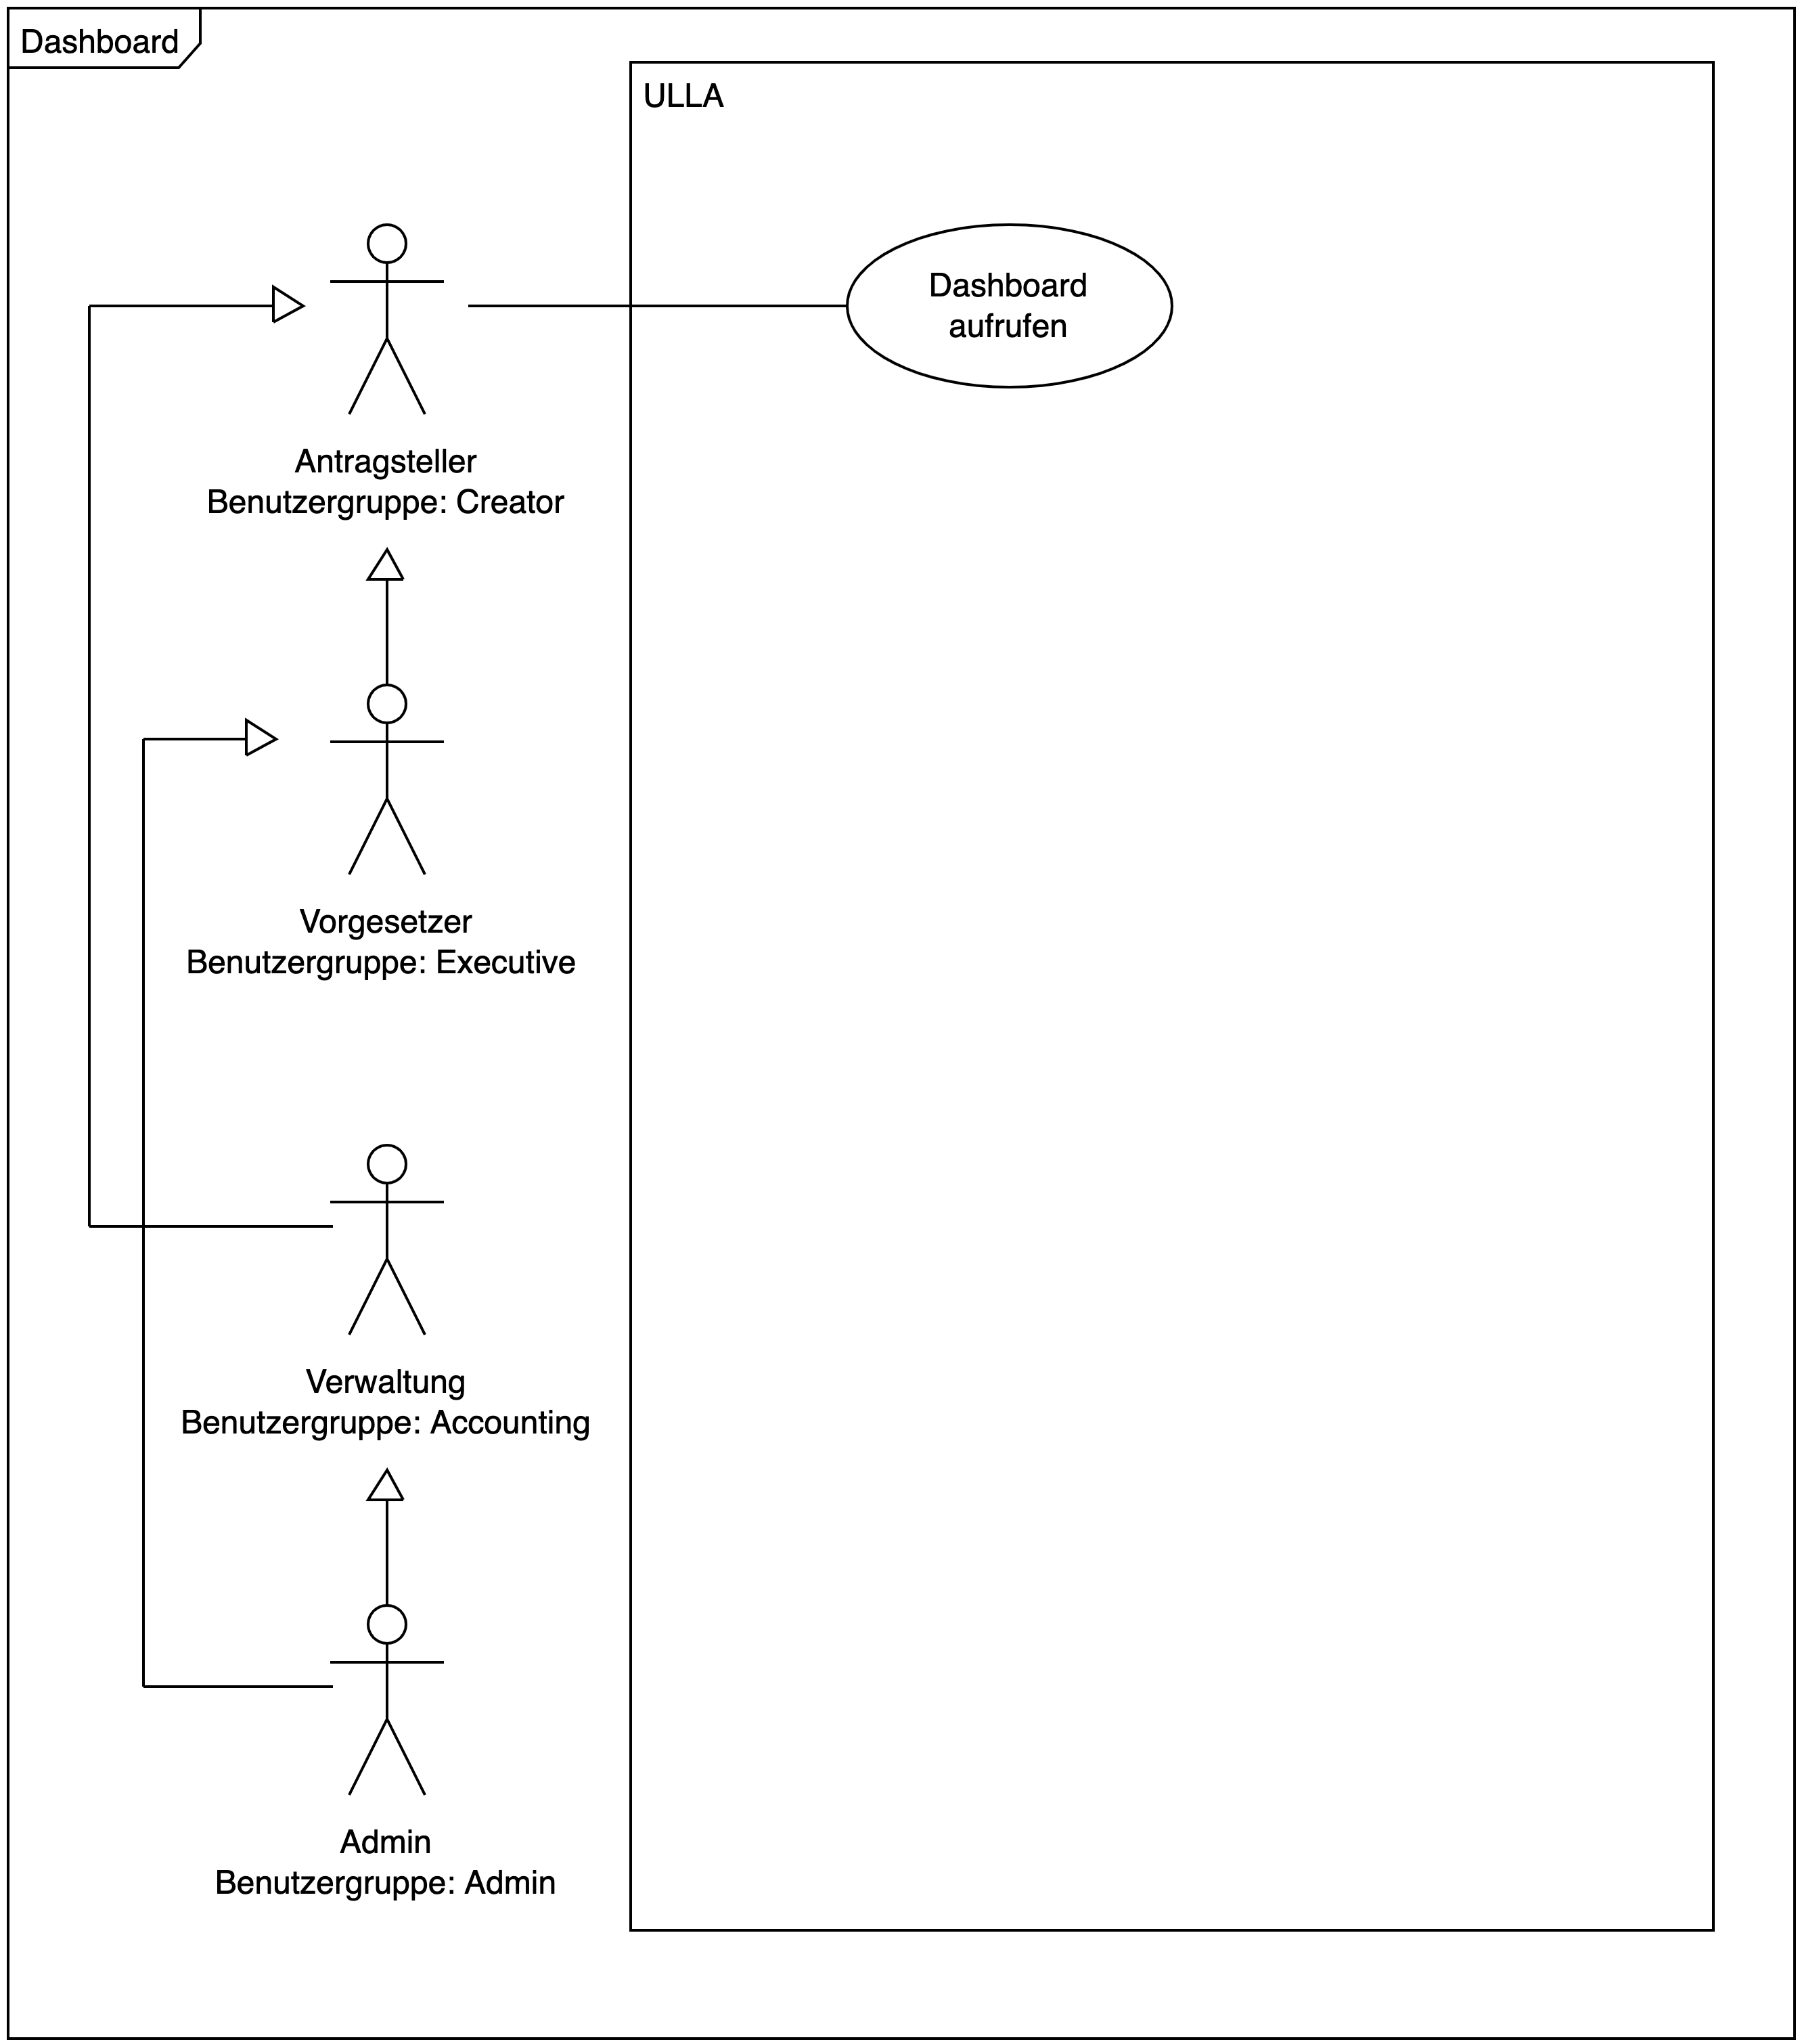 Dashboard
ULLA
Dashboard
aufrufen
Antragsteller
Benutzergruppe: Creator
Vorgesetzer
Benutzergruppe: Executive
Verwaltung
Benutzergruppe: Accounting
Admin
Benutzergruppe: Admin